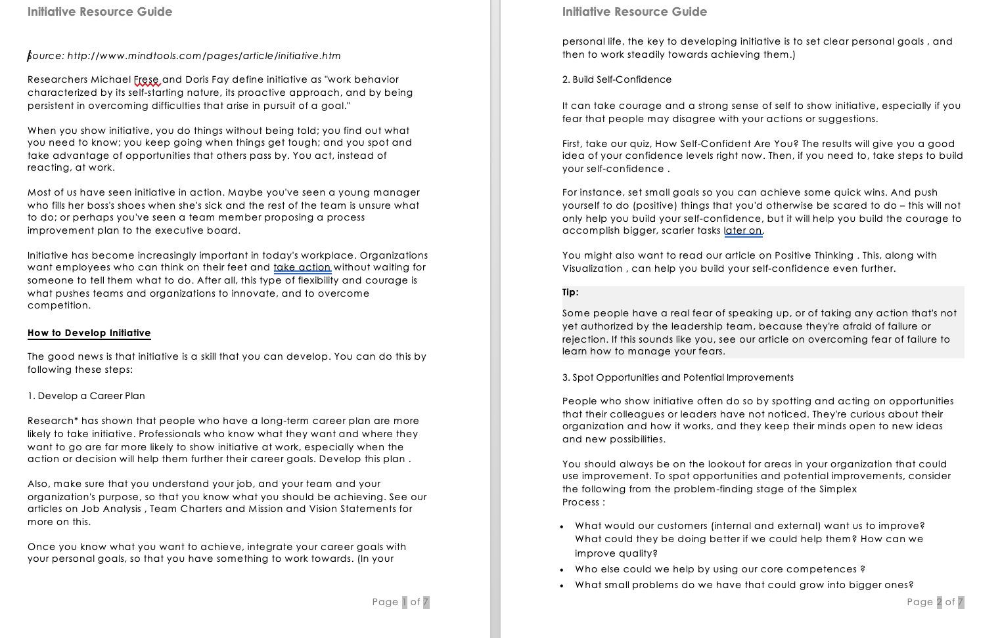 Initiative Resource Guide
Source: http://www.mindtools.com/pages/article/initiative.htm
Researchers Michael Frese and Doris Fay define initiative as "work behavior
characterized by its self-starting nature, its proactive approach, and by being
persistent in overcoming difficulties that arise in pursuit of a goal."
When you show initiative, you do things without being told; you find out what
you need to know; you keep going when things get tough; and you spot and
take advantage of opportunities that others pass by. You act, instead of
reacting, at work.
Most of us have seen initiative in action. Maybe you've seen a young manager
who fills her boss's shoes when she's sick and the rest of the team is unsure what
to do; or perhaps you've seen a team member proposing a process
improvement plan to the executive board.
Initiative has become increasingly important in today's workplace. Organizations
want employees who can think on their feet and take action without waiting for
someone to tell them what to do. After all, this type of flexibility and courage is
what pushes teams and organizations to innovate, and to overcome
competition.
How to Develop Initiative
The good news is that initiative is a skill that you can develop. You can do this by
following these steps:
1. Develop a Career Plan
Research* has shown that people who have a long-term career plan are more
likely to take initiative. Professionals who know what they want and where they
want to go are far more likely to show initiative at work, especially when the
action or decision will help them further their career goals. Develop this plan .
Also, make sure that you understand your job, and your team and your
organization's purpose, so that you know what you should be achieving. See our
articles on Job Analysis , Team Charters and Mission and Vision Statements for
more on this.
Once you know what you want to achieve, integrate your career goals with
your personal goals, so that you have something to work towards. (In your
Page 1 of 7
Initiative Resource Guide
personal life, the key to developing initiative is to set clear personal goals , and
then to work steadily towards achieving them.)
2. Build Self-Confidence
It can take courage and a strong sense of self to show initiative, especially if you
fear that people may disagree with your actions or suggestions.
First, take our quiz, How Self-Confident Are You? The results will give you a good
idea of your confidence levels right now. Then, if you need to, take steps to build
your self-confidence .
For instance, set small goals so you can achieve some quick wins. And push
yourself to do (positive) things that you'd otherwise be scared to do – this will not
only help you build your self-confidence, but it will help you build the courage to
accomplish bigger, scarier tasks later on.
You might also want to read our article on Positive Thinking . This, along with
Visualization , can help you build your self-confidence even further.
Tip:
Some people have a real fear of speaking up, or of taking any action that's not
yet authorized by the leadership team, because they're afraid of failure or
rejection. If this sounds like you, see our article on overcoming fear of failure to
learn how to manage your fears.
3. Spot Opportunities and Potential Improvements
People who show initiative often do so by spotting and acting on opportunities
that their colleagues or leaders have not noticed. They're curious about their
organization and how it works, and they keep their minds open to new ideas
and new possibilities.
You should always be on the lookout for areas in your organization that could
use improvement. To spot opportunities and potential improvements, consider
the following from the problem-finding stage of the Simplex
Process :
• What would our customers (internal and external) want us to improve?
What could they be doing better if we could help them? How can we
improve quality?
• Who else could we help by using our core competences ?
• What small problems do we have that could grow into bigger ones?
Page 2 of 7